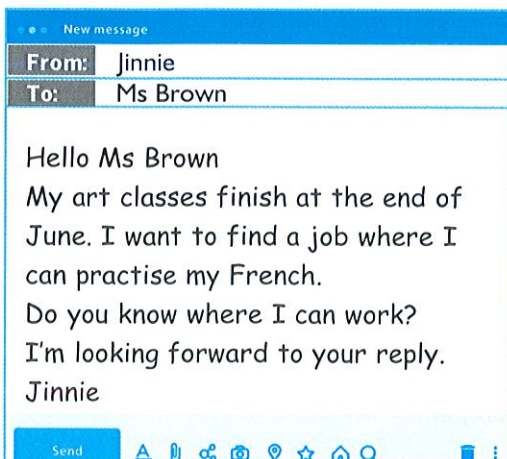 New message
From: Jinnie
To: Ms Brown
Hello Ms Brown
My art classes finish at the end of
June. I want to find a job where I
can practise my French.
Do you know where I can work?
I'm looking forward to your reply.
Jinnie
Send